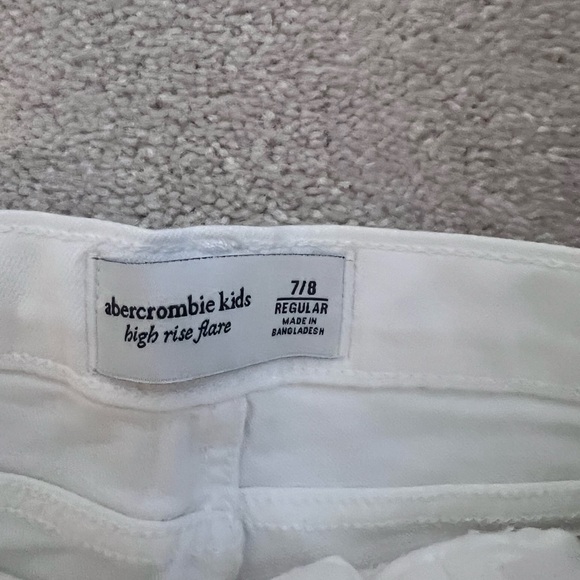 abercrombie kids
high rise flare
7/8
REGULAR
MADE IN
BANGLADESH